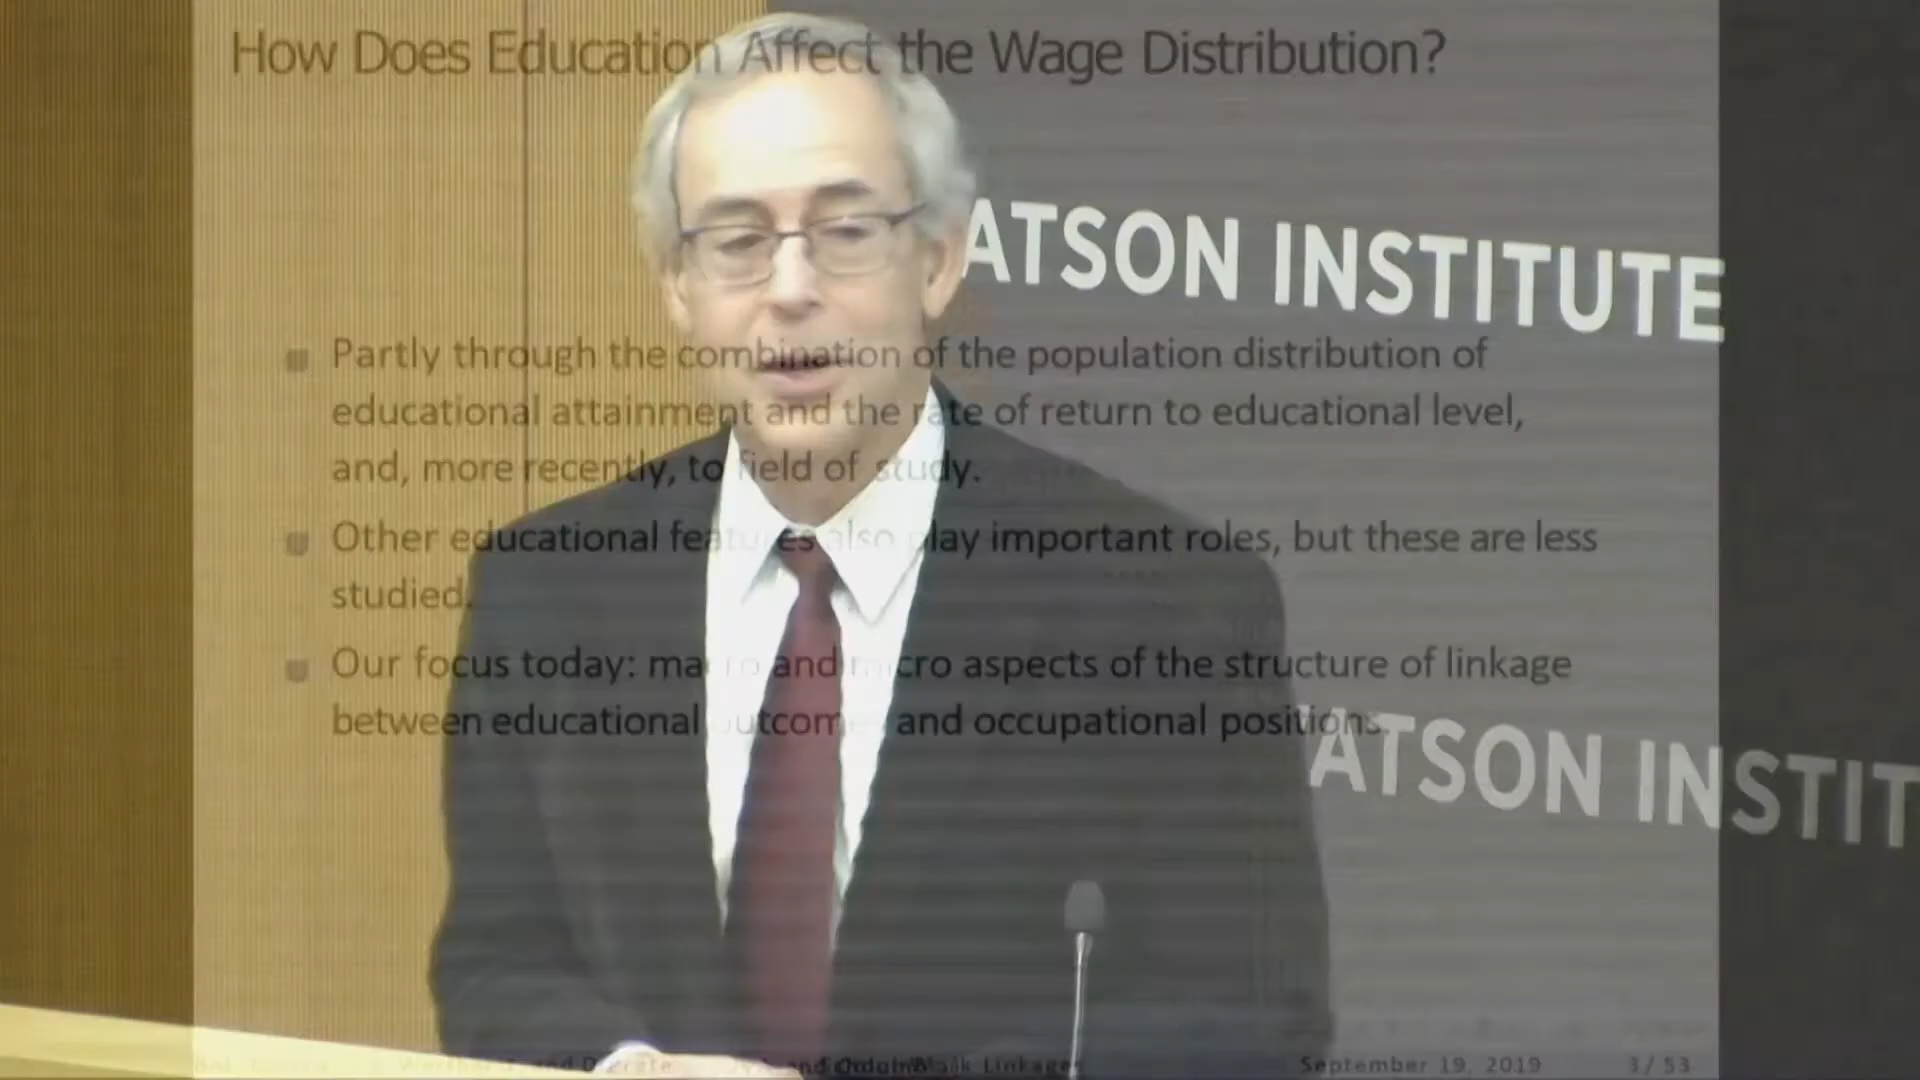 How Does Education Affect the Wage Distribution?
ATSON INSTITUTE
Partly through the combination of the population distribution of
educational attainment and the rate of return to educational level,
and, more recently, to field of study.
Other educational features also play important roles, but these are less
studied.
Our focus today: macro and micro aspects of the structure of linkage
between educational outcomes and occupational positions.
ATSON INSTIT
and Linkages
September 19, 2019
3 / 53